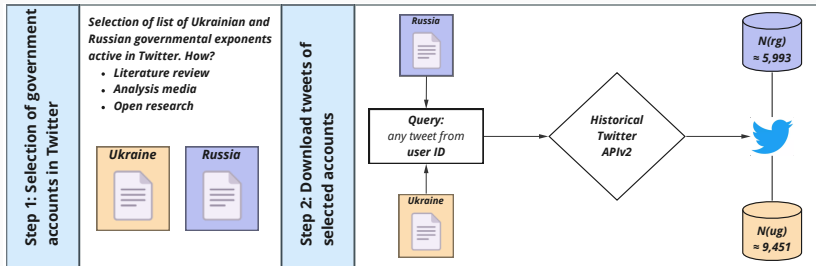 Step 1: Selection of government
accounts in Twitter
Selection of list of Ukrainian and
Russian governmental exponents
active in Twitter. How?
• Literature review
• Analysis media
• Open research
Ukraine
Russia
Step 2: Download tweets of
selected accounts
Russia
Query:
any tweet from
user ID
Ukraine
Historical
Twitter
APIv2
N(rg)
≈ 5,993
N(ug)
≈ 9,451